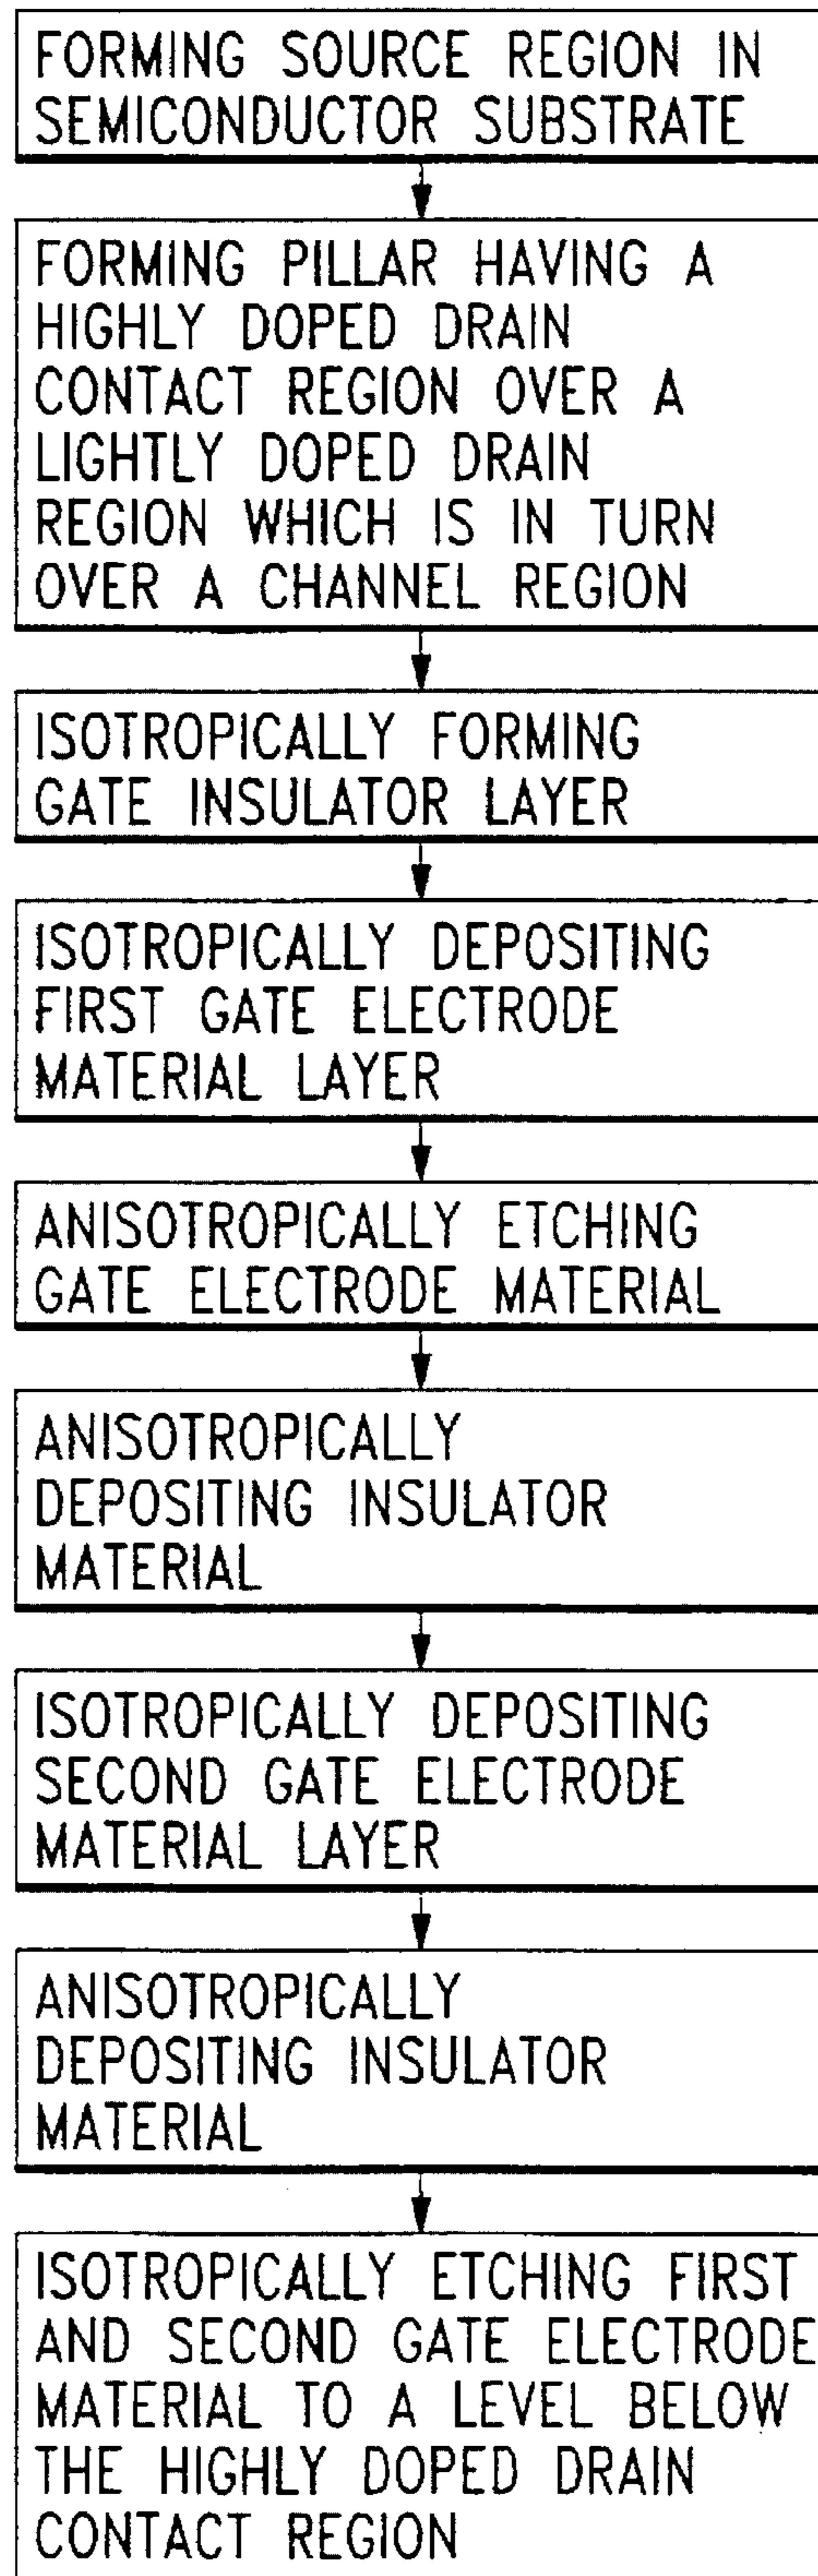 FORMING SOURCE REGION IN
SEMICONDUCTOR SUBSTRATE
FORMING PILLAR HAVING A
HIGHLY DOPED DRAIN
CONTACT REGION OVER A
LIGHTLY DOPED DRAIN
REGION WHICH IS IN TURN
OVER A CHANNEL REGION
ISOTROPICALLY FORMING
GATE INSULATOR LAYER
ISOTROPICALLY DEPOSITING
FIRST GATE ELECTRODE
MATERIAL LAYER
ANISOTROPICALLY ETCHING
GATE ELECTRODE MATERIAL
ANISOTROPICALLY
DEPOSITING INSULATOR
MATERIAL
ISOTROPICALLY DEPOSITING
SECOND GATE ELECTRODE
MATERIAL LAYER
ANISOTROPICALLY
DEPOSITING INSULATOR
MATERIAL
ISOTROPICALLY ETCHING FIRST
AND SECOND GATE ELECTRODE
MATERIAL TO A LEVEL BELOW
THE HIGHLY DOPED DRAIN
CONTACT REGION